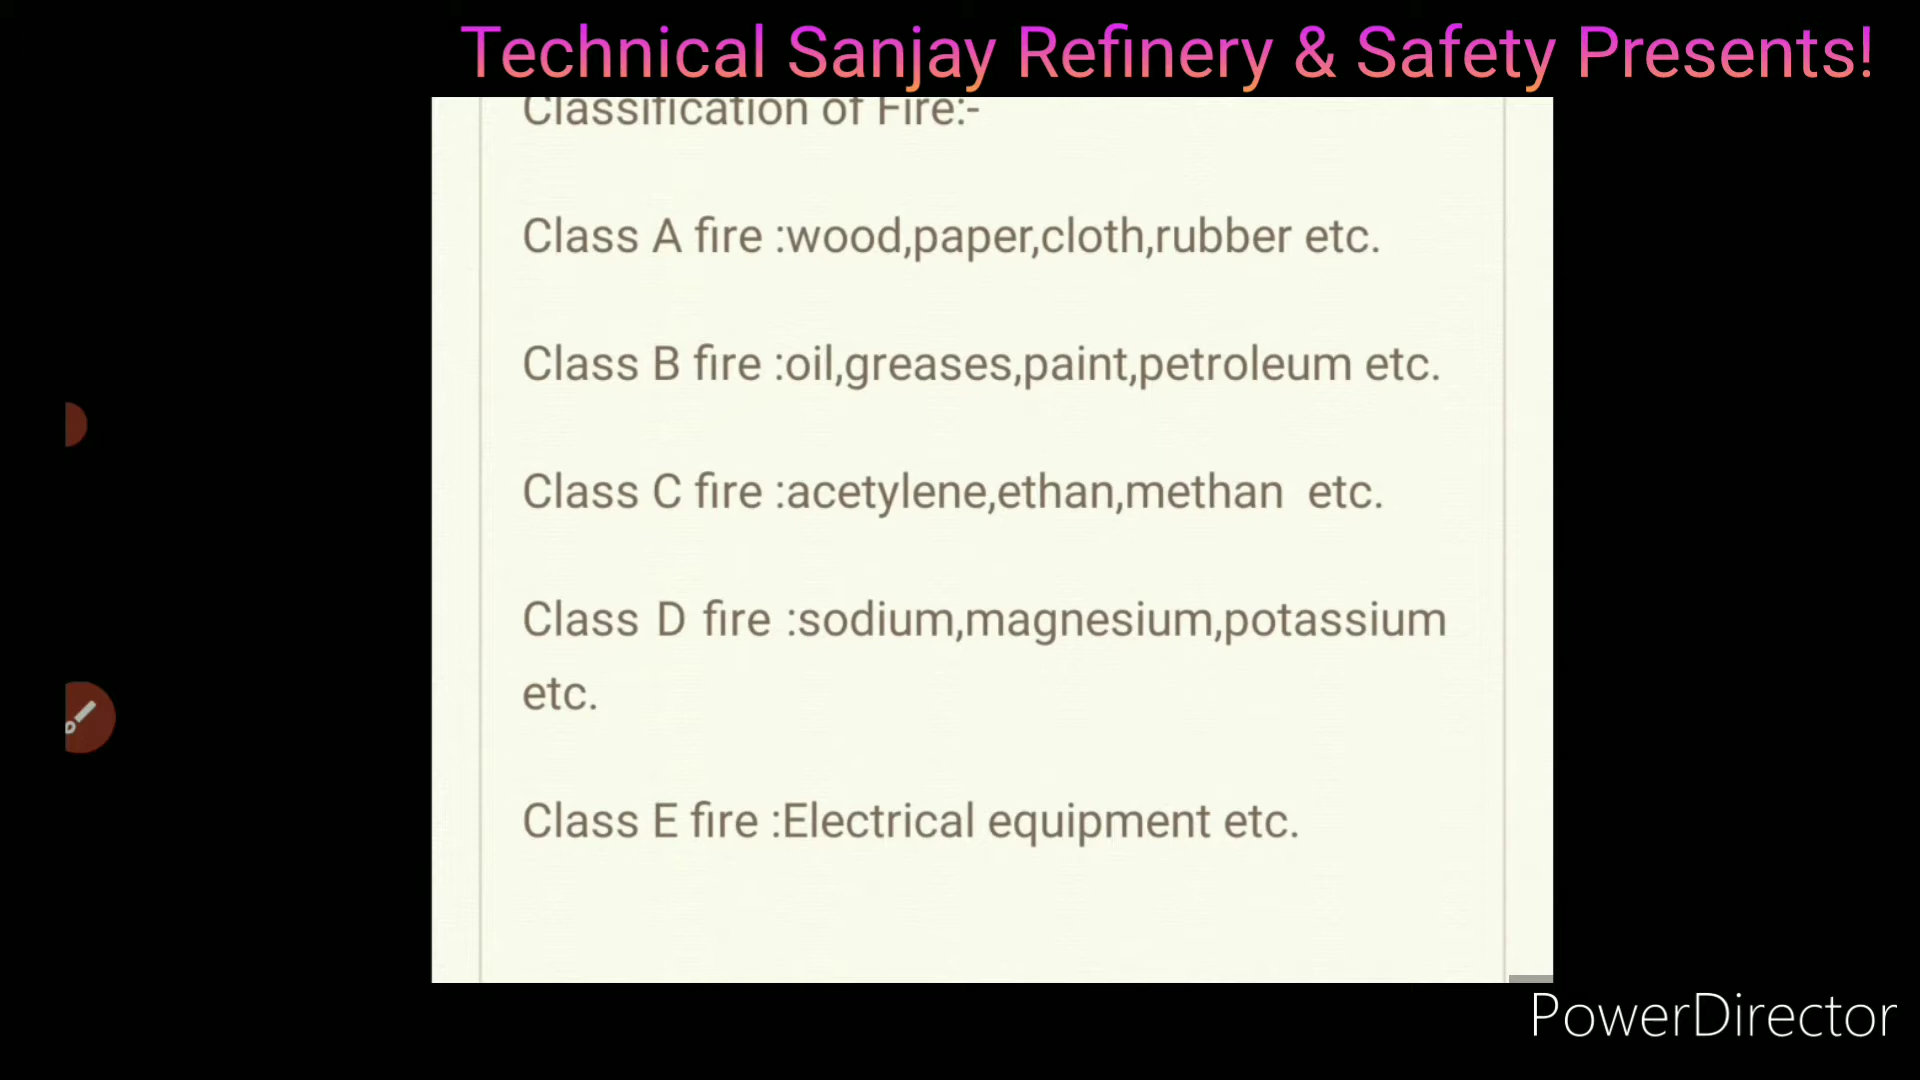 Technical Sanjay Refinery & Safety Presents!
Classification of Fire:-
Class A fire :wood,paper,cloth,rubber etc.
Class B fire :oil,greases,paint,petroleum etc.
Class C fire :acetylene,ethan,methan  etc.
Class D fire :sodium,magnesium,potassium
etc.
Class E fire :Electrical equipment etc.
PowerDirector